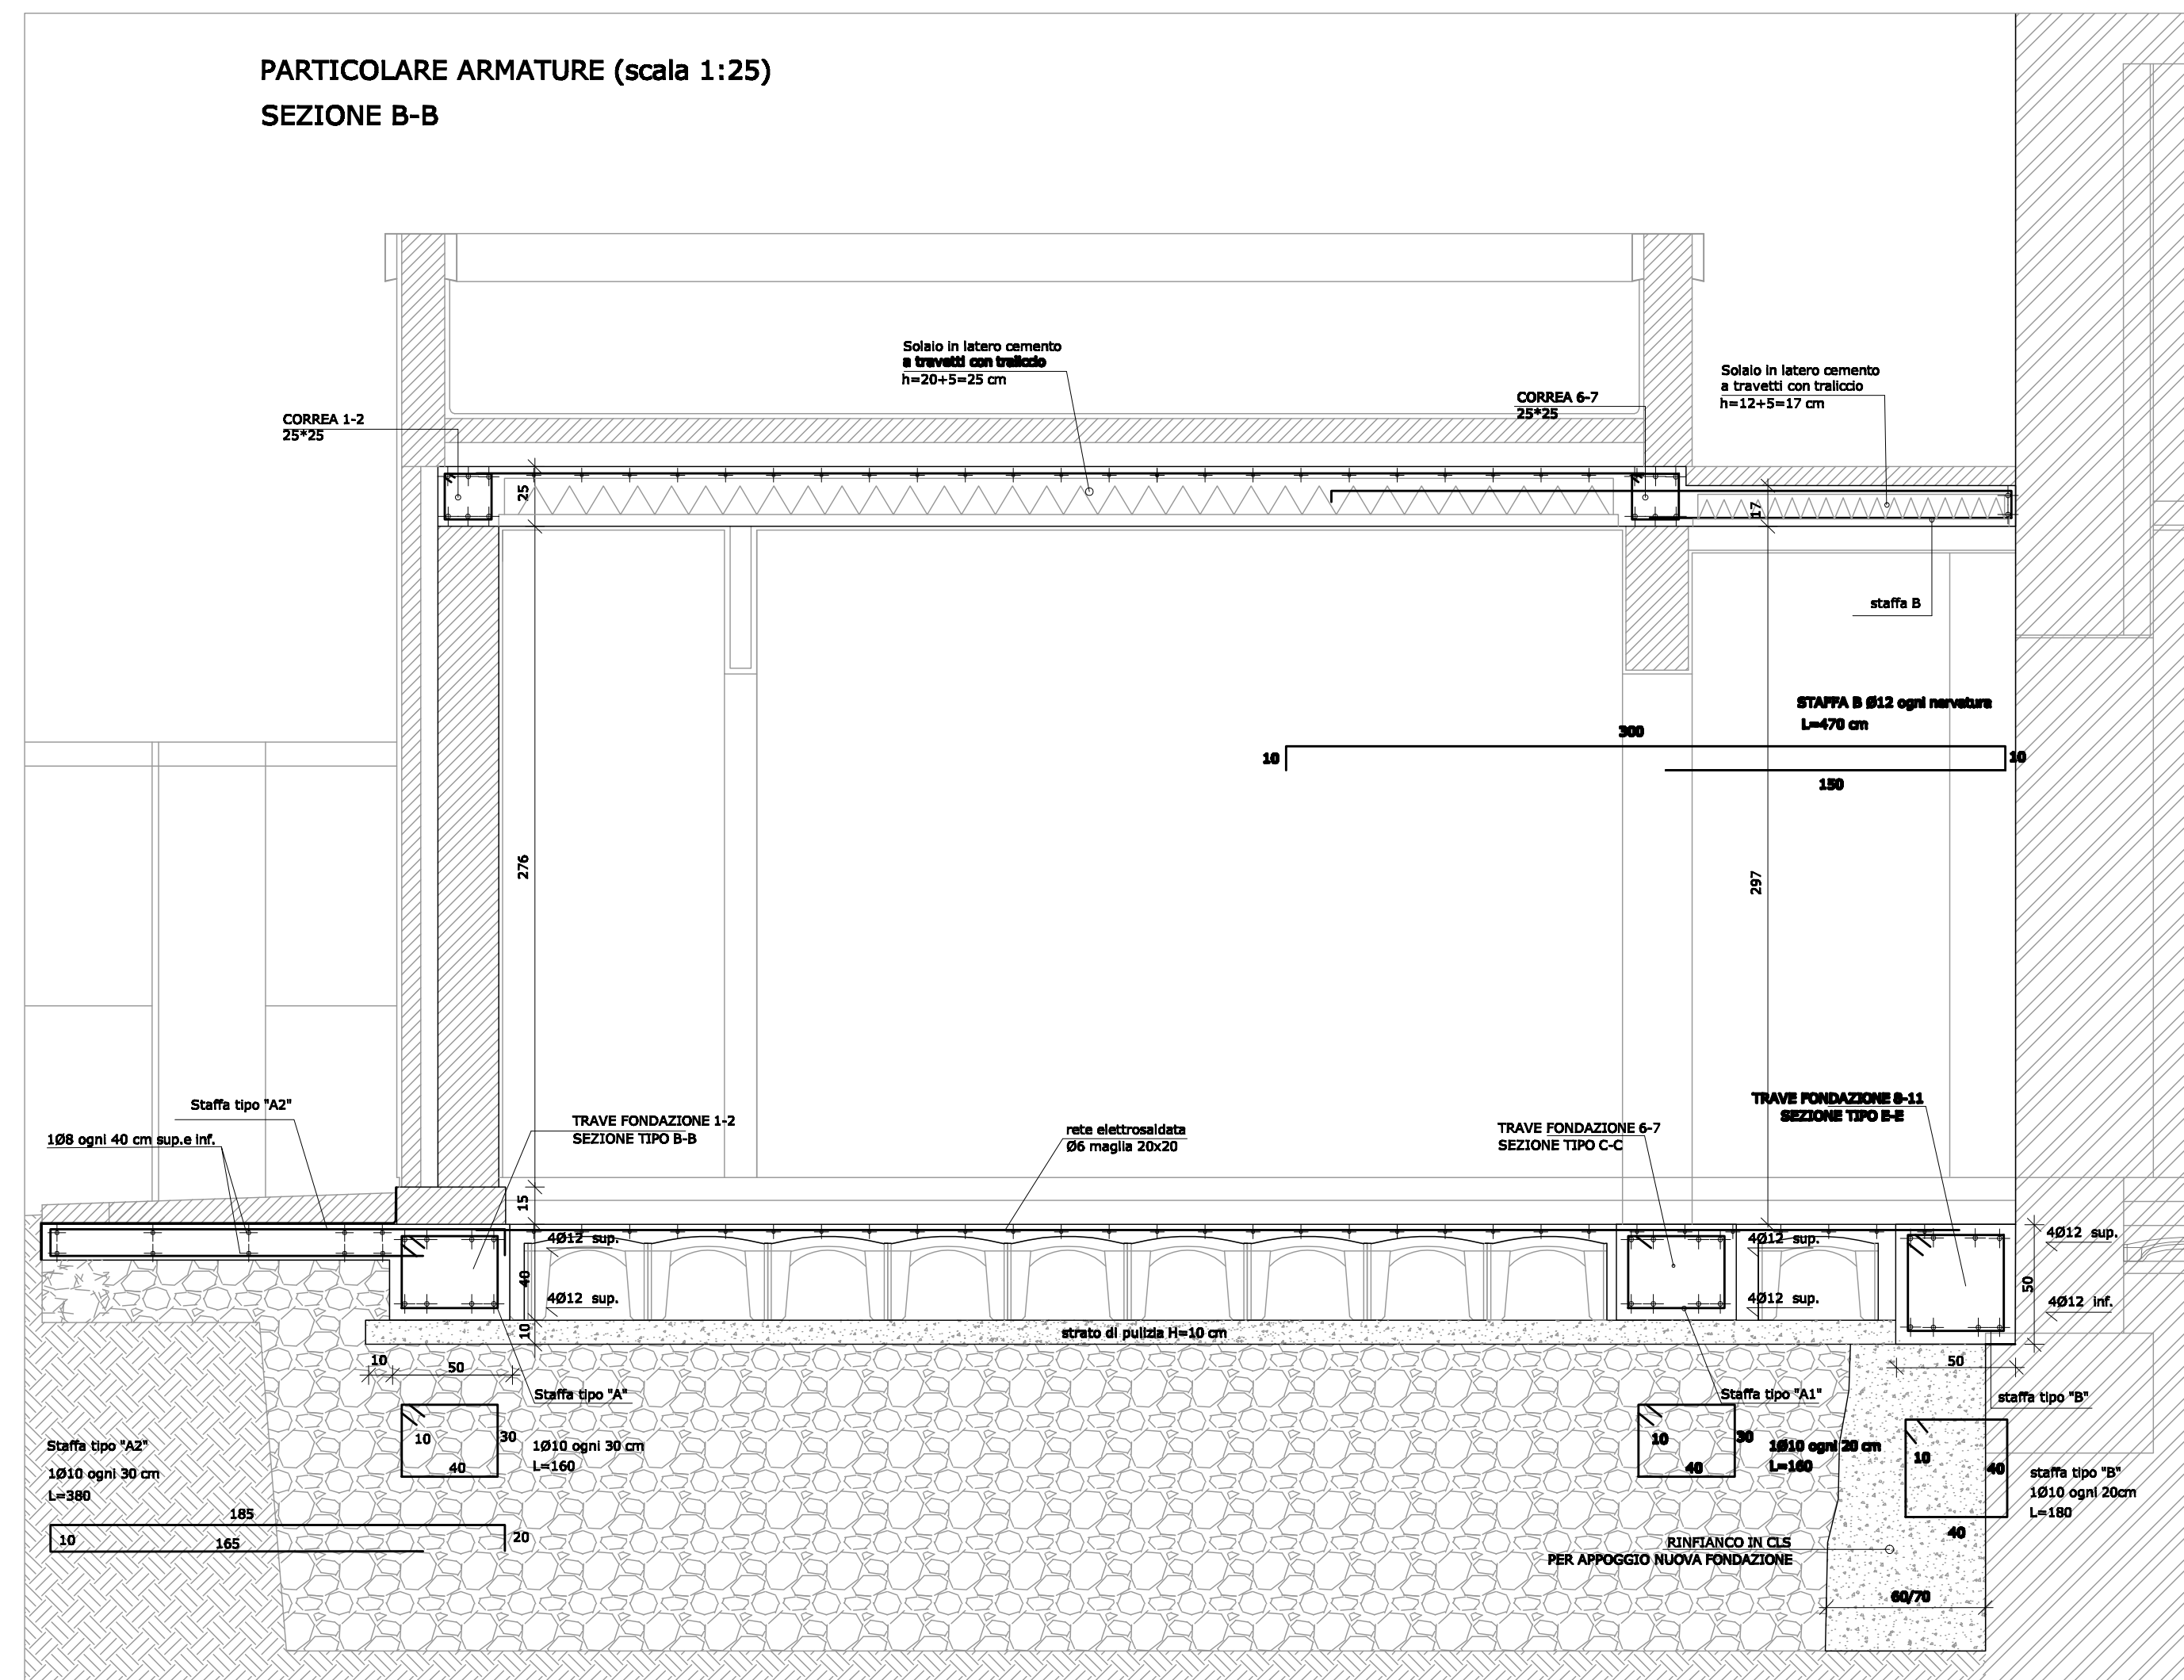 PARTICOLARE ARMATURE (scala 1:25)
SEZIONE B-B
Solaio in latero cemento
a travetti con traliccio
h=20+5=25 cm
Solaio in latero cemento
a travetti con traliccio
h=12+5=17 cm
CORREA 6-7
25*25
CORREA 1-2
25*25
25
17
staffa B
STAFFA B Ø12 ogni nervatura
L=470 cm
300
10
10
150
276
297
Staffa tipo "A2"
1Ø8 ogni 40 cm sup.e inf.
TRAVE FONDAZIONE 1-2
SEZIONE TIPO B-B
rete elettrosaldata
Ø6 maglia 20x20
TRAVE FONDAZIONE 6-7
SEZIONE TIPO C-C
TRAVE FONDAZIONE 8-11
SEZIONE TIPO E-E
15
4Ø12 sup.
4Ø12 sup.
4Ø12 sup.
40
50
4Ø12 sup.
4Ø12 sup.
4Ø12 inf.
10
strato di pulizia H=10 cm
10
50
50
Staffa tipo "A"
Staffa tipo "A1"
staffa tipo "B"
10
30
40
1Ø10 ogni 30 cm
L=160
10
30
40
1Ø10 ogni 20 cm
L=160
10
40
40
staffa tipo "B"
1Ø10 ogni 20cm
L=180
Staffa tipo "A2"
1Ø10 ogni 30 cm
L=380
185
10
165
20
RINFIANCO IN CLS
PER APPOGGIO NUOVA FONDAZIONE
60/70